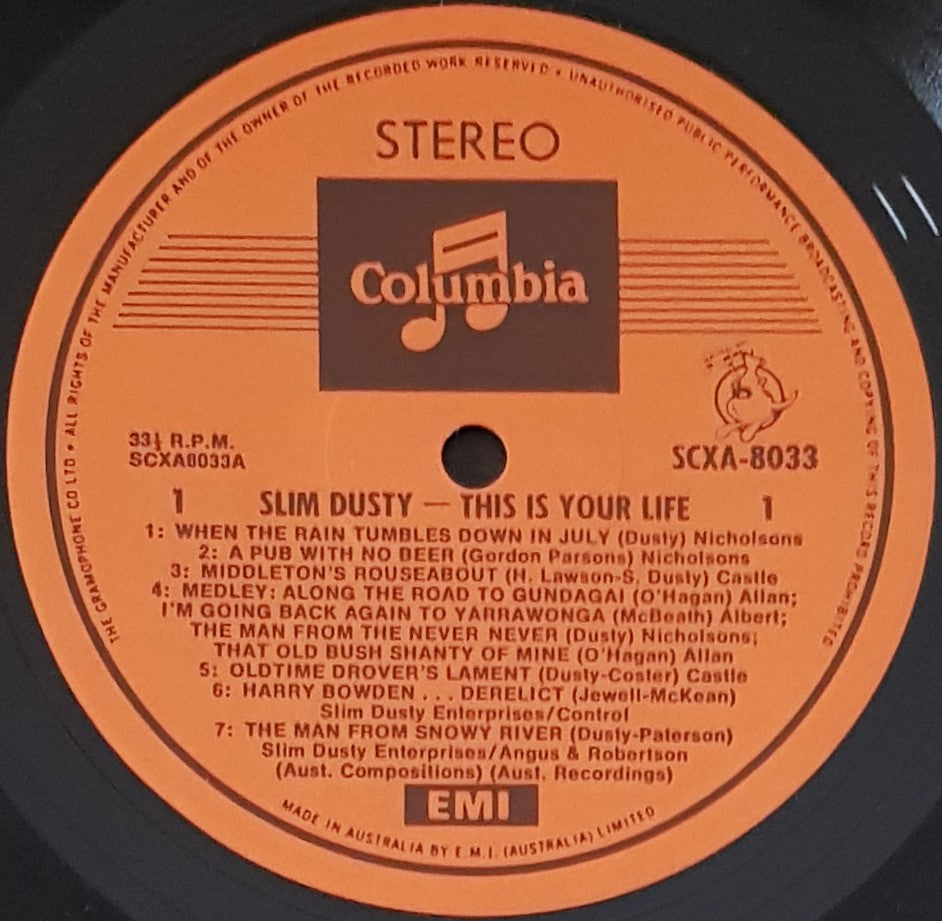 THE GRAMOPHONE CO LTD • ALL RIGHTS OF THE MANUFACTURER AND OF THE OWNER OF THE RECORDED WORK RESERVED • UNAUTHORISED PUBLIC PERFORMANCE BROADCASTING AND COPYING OF THIS RECORD PROHIBITED
STEREO
Columbia
33⅓ R.P.M.
SCXA8033A
SCXA-8033
1 SLIM DUSTY — THIS IS YOUR LIFE 1
1: WHEN THE RAIN TUMBLES DOWN IN JULY (Dusty) Nicholsons
2: A PUB WITH NO BEER (Gordon Parsons) Nicholsons
3: MIDDLETON'S ROUSEABOUT (H. Lawson-S. Dusty) Castle
4: MEDLEY: ALONG THE ROAD TO GUNDAGAI (O'Hagan) Allan;
I'M GOING BACK AGAIN TO YARRAWONGA (McBeath) Albert;
THE MAN FROM THE NEVER NEVER (Dusty) Nicholsons;
THAT OLD BUSH SHANTY OF MINE (O'Hagan) Allan
5: OLDTIME DROVER'S LAMENT (Dusty-Coster) Castle
6: HARRY BOWDEN . . . DERELICT (Jewell-McKean)
Slim Dusty Enterprises/Control
7: THE MAN FROM SNOWY RIVER (Dusty-Paterson)
Slim Dusty Enterprises/Angus & Robertson
(Aust. Compositions) (Aust. Recordings)
EMI
MADE IN AUSTRALIA BY E.M.I. (AUSTRALIA) LIMITED